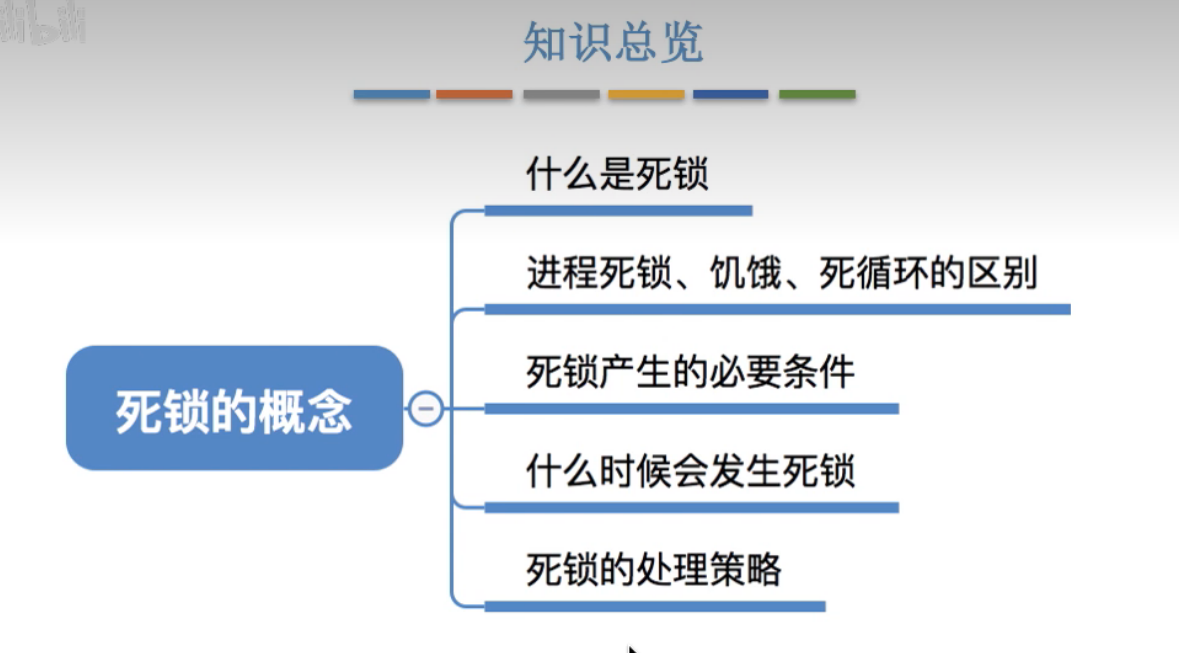 知识总览
什么是死锁
进程死锁、饥饿、死循环的区别
死锁产生的必要条件
死锁的概念
什么时候会发生死锁
死锁的处理策略